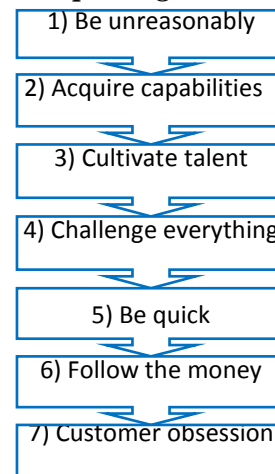 1) Be unreasonably
2) Acquire capabilities
3) Cultivate talent
4) Challenge everything
5) Be quick
6) Follow the money
7) Customer obsession